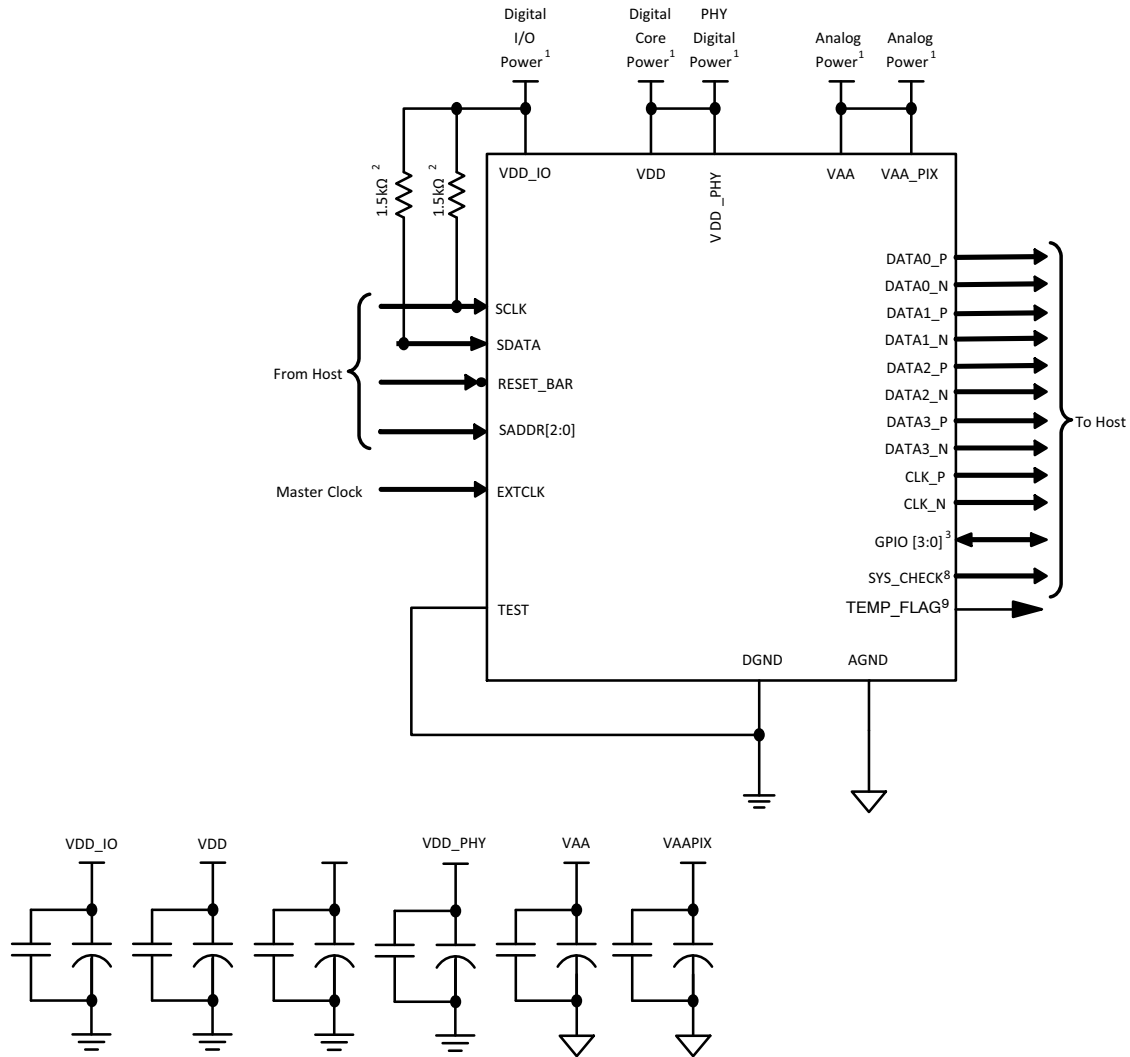 Digital
I/O
Power1
Digital
Core
Power1
PHY
Digital
Power1
Analog
Power1
Analog
Power1
1.5kΩ 2
1.5kΩ 2
VDD_IO
VDD
VDD _PHY
VAA
VAA_PIX
From Host
SCLK
SDATA
RESET_BAR
SADDR[2:0]
Master Clock
EXTCLK
TEST
DATA0_P
DATA0_N
DATA1_P
DATA1_N
DATA2_P
DATA2_N
DATA3_P
DATA3_N
CLK_P
CLK_N
GPIO [3:0] 3
SYS_CHECK8
TEMP_FLAG9
To Host
DGND
AGND
VDD_IO
VDD
VDD_PHY
VAA
VAAPIX